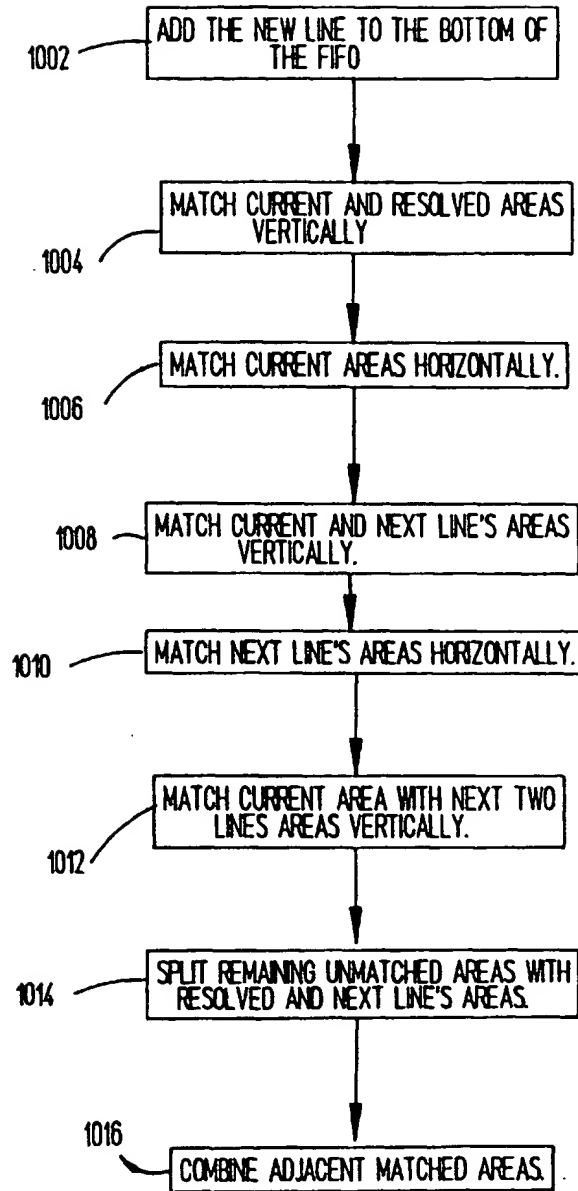 1002
ADD THE NEW LINE TO THE BOTTOM OF
THE FIFO
1004
MATCH CURRENT AND RESOLVED AREAS
VERTICALLY
1006
MATCH CURRENT AREAS HORIZONTALLY.
1008
MATCH CURRENT AND NEXT LINE'S AREAS
VERTICALLY.
1010
MATCH NEXT LINE'S AREAS HORIZONTALLY.
1012
MATCH CURRENT AREA WITH NEXT TWO
LINES AREAS VERTICALLY.
1014
SPLIT REMAINING UNMATCHED AREAS WITH
RESOLVED AND NEXT LINE'S AREAS.
1016
COMBINE ADJACENT MATCHED AREAS.